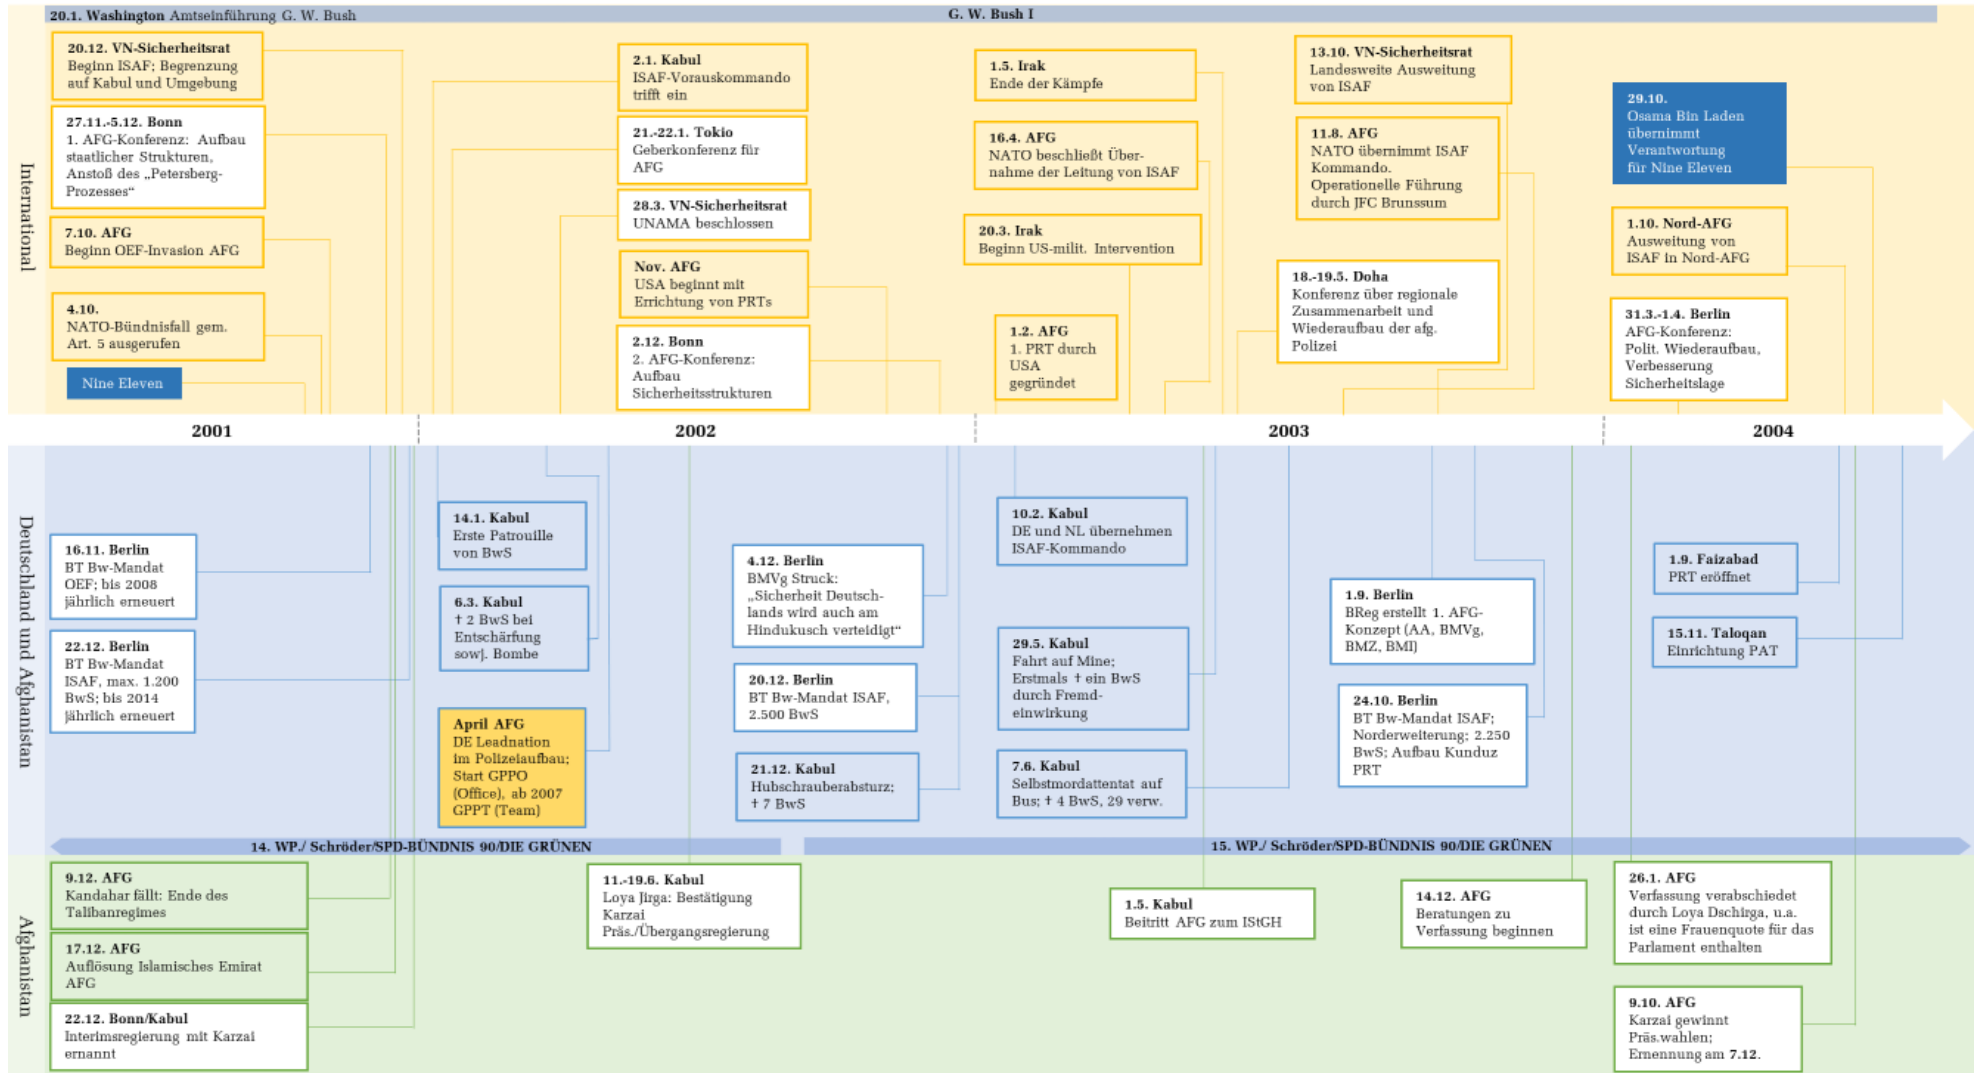 20.1. Washington Amtseinführung G. W. Bush
G. W. Bush I
International
20.12. VN-Sicherheitsrat
Beginn ISAF; Begrenzung
auf Kabul und Umgebung
27.11.-5.12. Bonn
1. AFG-Konferenz: Aufbau
staatlicher Strukturen,
Anstoß des „Petersberg-
Prozesses“
7.10. AFG
Beginn OEF-Invasion AFG
4.10.
NATO-Bündnisfall gem.
Art. 5 ausgerufen
Nine Eleven
2.1. Kabul
ISAF-Vorauskommando
trifft ein
21.-22.1. Tokio
Geberkonferenz für
AFG
28.3. VN-Sicherheitsrat
UNAMA beschlossen
Nov. AFG
USA beginnt mit
Errichtung von PRTs
2.12. Bonn
2. AFG-Konferenz:
Aufbau
Sicherheitsstrukturen
1.5. Irak
Ende der Kämpfe
16.4. AFG
NATO beschließt Über-
nahme der Leitung von ISAF
20.3. Irak
Beginn US-milit. Intervention
1.2. AFG
1. PRT durch
USA
gegründet
13.10. VN-Sicherheitsrat
Landesweite Ausweitung
von ISAF
11.8. AFG
NATO übernimmt ISAF
Kommando.
Operationelle Führung
durch JFC Brunssum
18.-19.5. Doha
Konferenz über regionale
Zusammenarbeit und
Wiederaufbau der afg.
Polizei
29.10.
Osama Bin Laden
übernimmt
Verantwortung
für Nine Eleven
1.10. Nord-AFG
Ausweitung von
ISAF in Nord-AFG
31.3.-1.4. Berlin
AFG-Konferenz:
Polit. Wiederaufbau,
Verbesserung
Sicherheitslage
2001
2002
2003
2004
Deutschland und Afghanistan
16.11. Berlin
BT Bw-Mandat
OEF; bis 2008
jährlich erneuert
22.12. Berlin
BT Bw-Mandat
ISAF, max. 1.200
BwS; bis 2014
jährlich erneuert
14.1. Kabul
Erste Patrouille
von BwS
6.3. Kabul
† 2 BwS bei
Entschärfung
sowj. Bombe
April AFG
DE Leadnation
im Polizeiaufbau;
Start GPPO
(Office), ab 2007
GPPT (Team)
4.12. Berlin
BMVg Struck:
„Sicherheit Deutsch-
lands wird auch am
Hindukusch verteidigt“
20.12. Berlin
BT Bw-Mandat ISAF,
2.500 BwS
21.12. Kabul
Hubschrauberabsturz;
† 7 BwS
10.2. Kabul
DE und NL übernehmen
ISAF-Kommando
29.5. Kabul
Fahrt auf Mine;
Erstmals † ein BwS
durch Fremd-
einwirkung
7.6. Kabul
Selbstmordattentat auf
Bus; † 4 BwS, 29 verw.
1.9. Berlin
BReg erstellt 1. AFG-
Konzept (AA, BMVg,
BMZ, BMI)
24.10. Berlin
BT Bw-Mandat ISAF;
Norderweiterung; 2.250
BwS; Aufbau Kunduz
PRT
1.9. Faizabad
PRT eröffnet
15.11. Taloqan
Einrichtung PAT
14. WP./ Schröder/SPD-BÜNDNIS 90/DIE GRÜNEN
15. WP./ Schröder/SPD-BÜNDNIS 90/DIE GRÜNEN
Afghanistan
9.12. AFG
Kandahar fällt: Ende des
Talibanregimes
17.12. AFG
Auflösung Islamisches Emirat
AFG
22.12. Bonn/Kabul
Interimsregierung mit Karzai
ernannt
11.-19.6. Kabul
Loya Jirga: Bestätigung
Karzai
Präs./Übergangsregierung
1.5. Kabul
Beitritt AFG zum IStGH
14.12. AFG
Beratungen zu
Verfassung beginnen
26.1. AFG
Verfassung verabschiedet
durch Loya Dschirga, u.a.
ist eine Frauenquote für das
Parlament enthalten
9.10. AFG
Karzai gewinnt
Präs.wahlen;
Ernennung am 7.12.